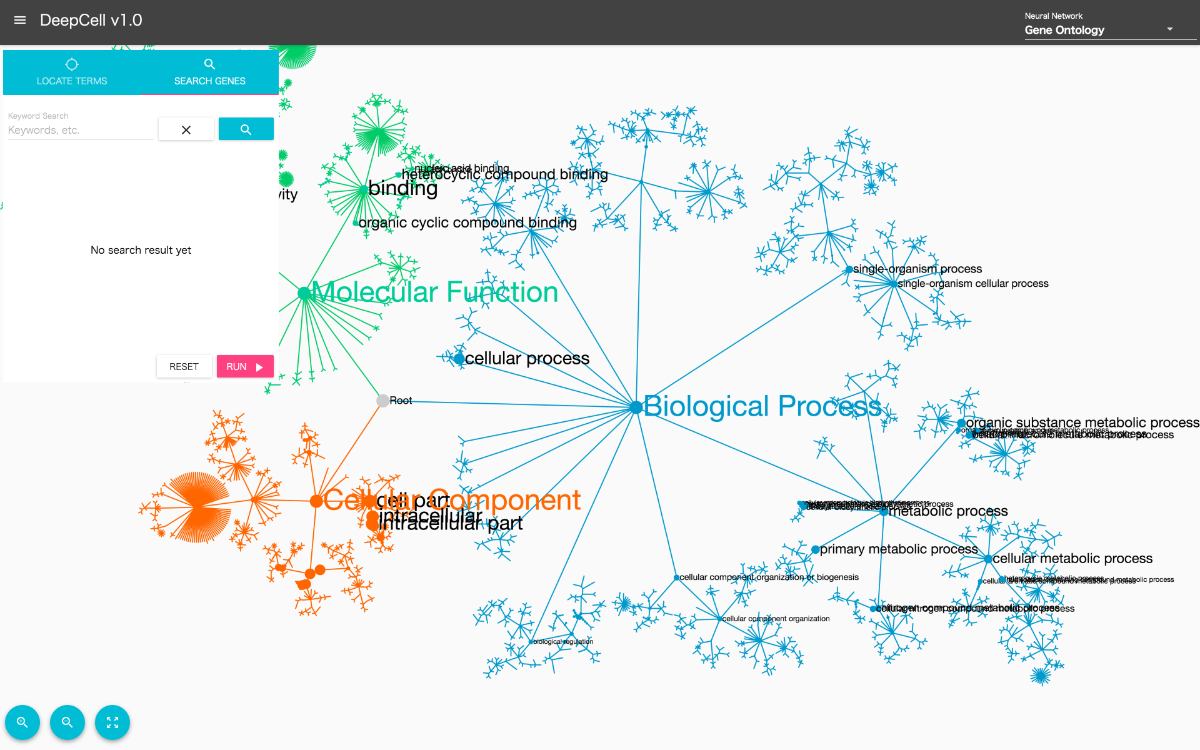 DeepCell v1.0
Neural Network
Gene Ontology
LOCATE TERMS
SEARCH GENES
Keyword Search
Keywords, etc.
No search result yet
RESET
RUN
vity
nucleic acid binding
heterocyclic compound binding
binding
organic cyclic compound binding
single-organism process
single-organism cellular process
Molecular Function
cellular process
Root
Biological Process
organic substance metabolic process
Cellular Component
cell part
intracellular
intracellular part
metabolic process
primary metabolic process
cellular metabolic process
cellular component organization or biogenesis
cellular component organization
biological regulation